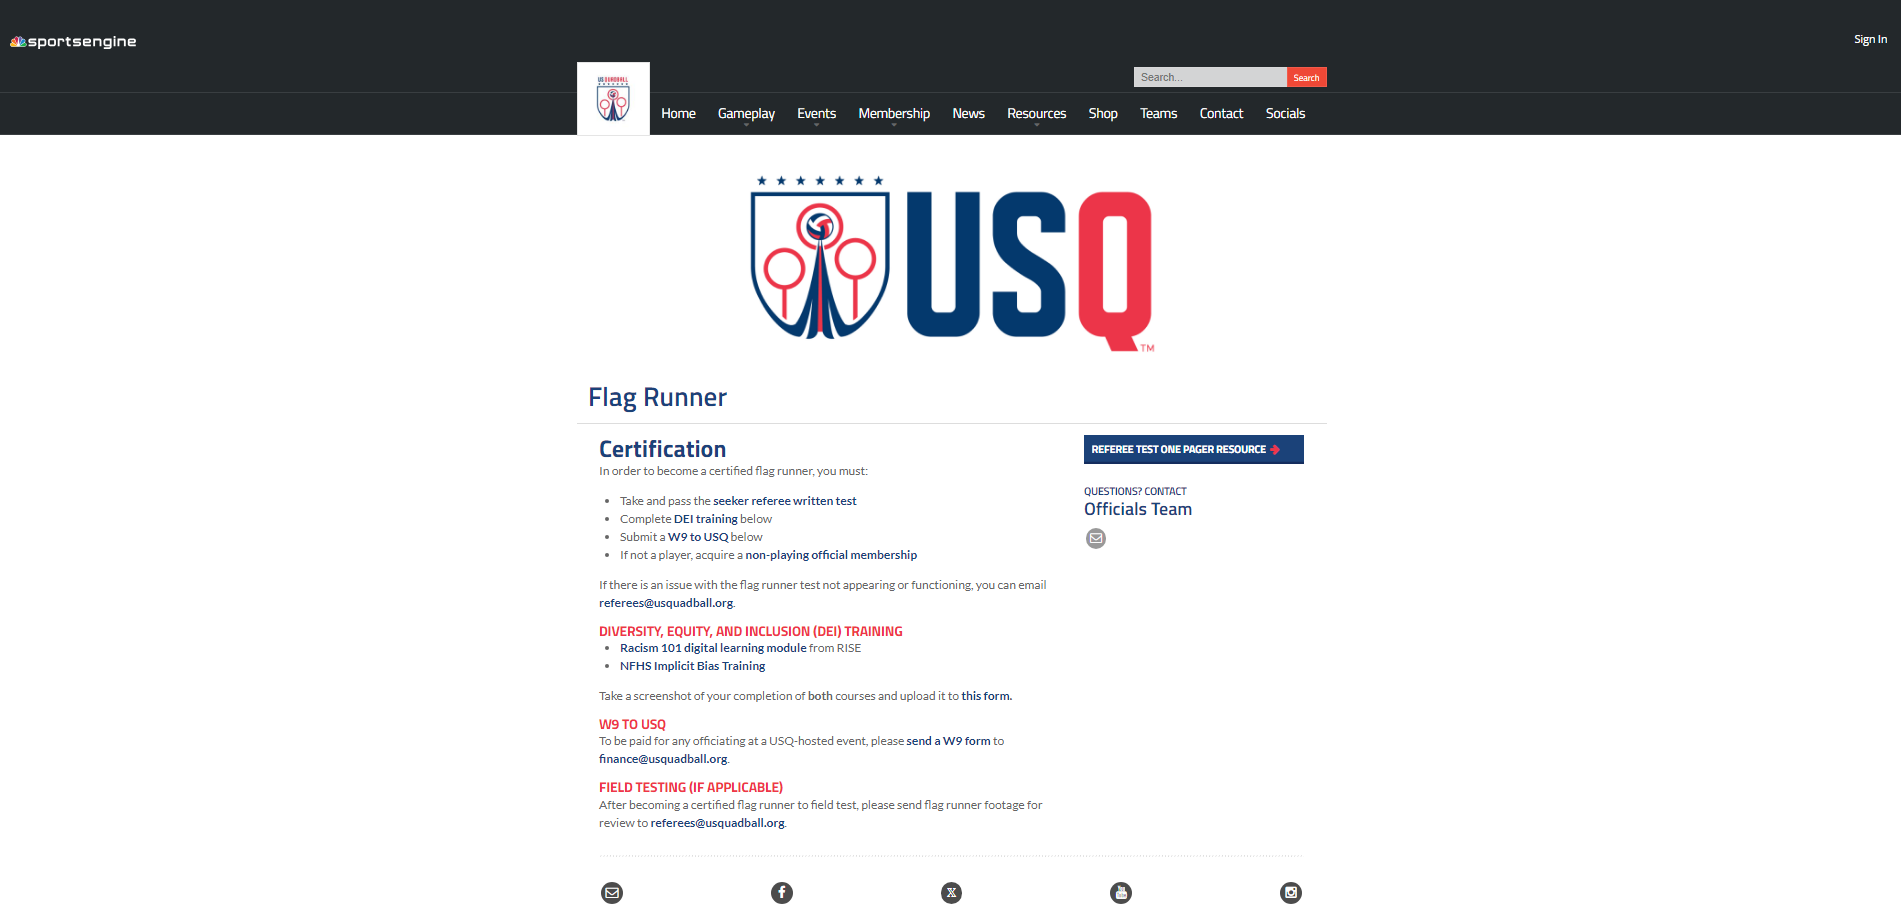 sportsengine
Sign In
US QUADBALL
Search...
Search
Home
Gameplay
Events
Membership
News
Resources
Shop
Teams
Contact
Socials
USQ
TM
Flag Runner
Certification
In order to become a certified flag runner, you must:
Take and pass the seeker referee written test
Complete DEI training below
Submit a W9 to USQ below
If not a player, acquire a non-playing official membership
If there is an issue with the flag runner test not appearing or functioning, you can email
referees@usquadball.org.
DIVERSITY, EQUITY, AND INCLUSION (DEI) TRAINING
Racism 101 digital learning module from RISE
NFHS Implicit Bias Training
Take a screenshot of your completion of both courses and upload it to this form.
W9 TO USQ
To be paid for any officiating at a USQ-hosted event, please send a W9 form to
finance@usquadball.org.
FIELD TESTING (IF APPLICABLE)
After becoming a certified flag runner to field test, please send flag runner footage for
review to referees@usquadball.org.
REFEREE TEST ONE PAGER RESOURCE
QUESTIONS? CONTACT
Officials Team